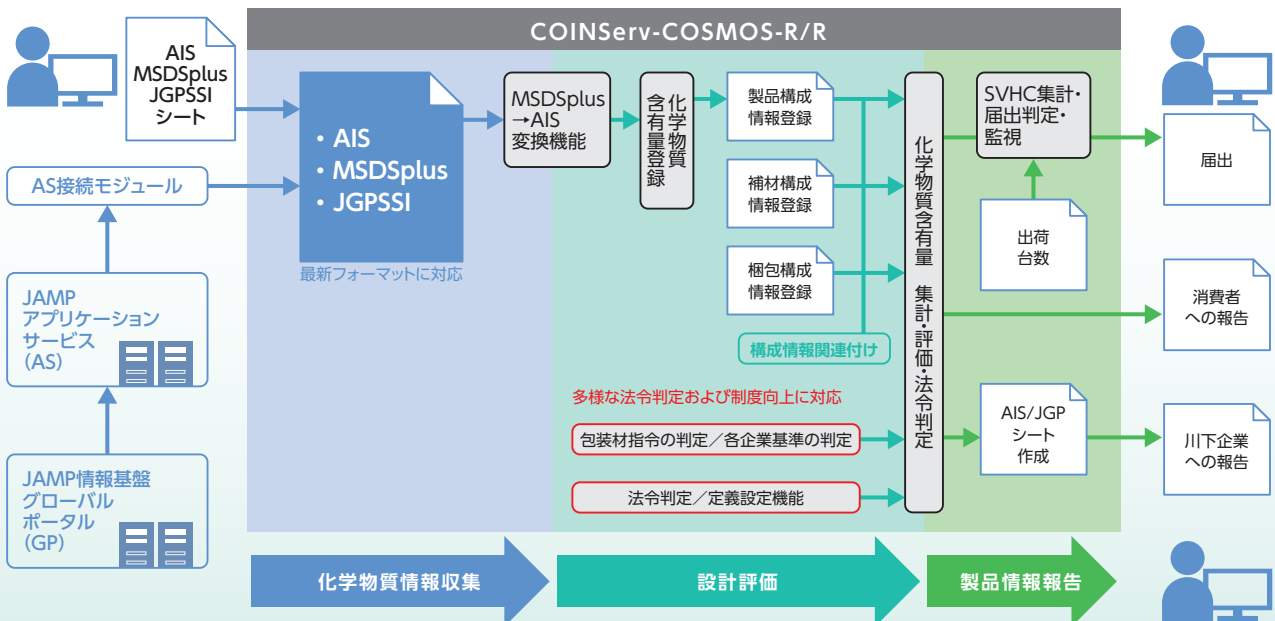 COINServ-COSMOS-R/R
AIS
MSDSplus
JGPSSI
シート
AS接続モジュール
JAMP
アプリケーション
サービス
(AS)
JAMP情報基盤
グローバル
ポータル
(GP)
・AIS
・MSDSplus
・JGPSSI
最新フォーマットに対応
MSDSplus
→AIS
変換機能
化学物質
含有量登録
製品構成
情報登録
補材構成
情報登録
梱包構成
情報登録
構成情報関連付け
多様な法令判定および制度向上に対応
包装材指令の判定／各企業基準の判定
法令判定／定義設定機能
化学物質含有量 集計・評価・法令判定
SVHC集計・
届出判定・
監視
出荷
台数
AIS/JGP
シート
作成
届出
消費者
への報告
川下企業
への報告
化学物質情報収集
設計評価
製品情報報告